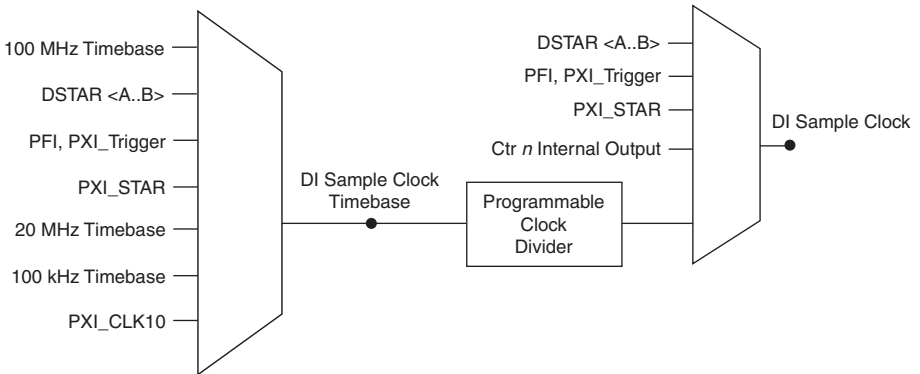 100 MHz Timebase
DSTAR <A..B>
PFI, PXI_Trigger
PXI_STAR
20 MHz Timebase
100 kHz Timebase
PXI_CLK10
DI Sample Clock
Timebase
Programmable
Clock
Divider
DSTAR <A..B>
PFI, PXI_Trigger
PXI_STAR
Ctr n Internal Output
DI Sample Clock